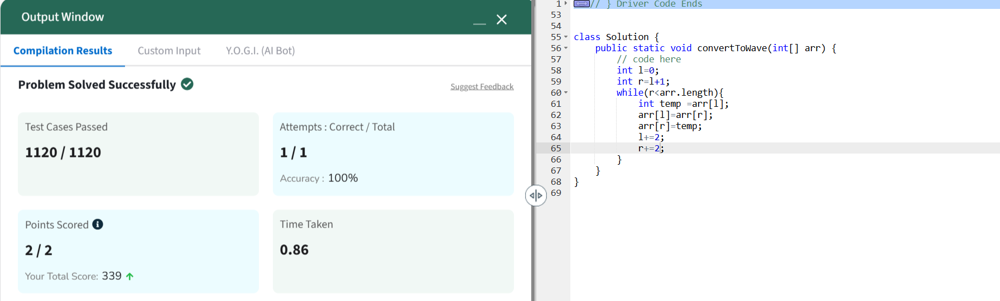 Output Window
Compilation Results
Custom Input
Y.O.G.I. (AI Bot)
Problem Solved Successfully
Suggest Feedback
Test Cases Passed
1120 / 1120
Attempts : Correct / Total
1 / 1
Accuracy : 100%
Points Scored
2 / 2
Your Total Score: 339
Time Taken
0.86
1 // } Driver Code Ends
53
54
55 class Solution {
56 public static void convertToWave(int[] arr) {
57 // code here
58 int l=0;
59 int r=l+1;
60 while(r<arr.length){
61 int temp =arr[l];
62 arr[l]=arr[r];
63 arr[r]=temp;
64 l+=2;
65 r+=2;
66 }
67 }
68 }
69